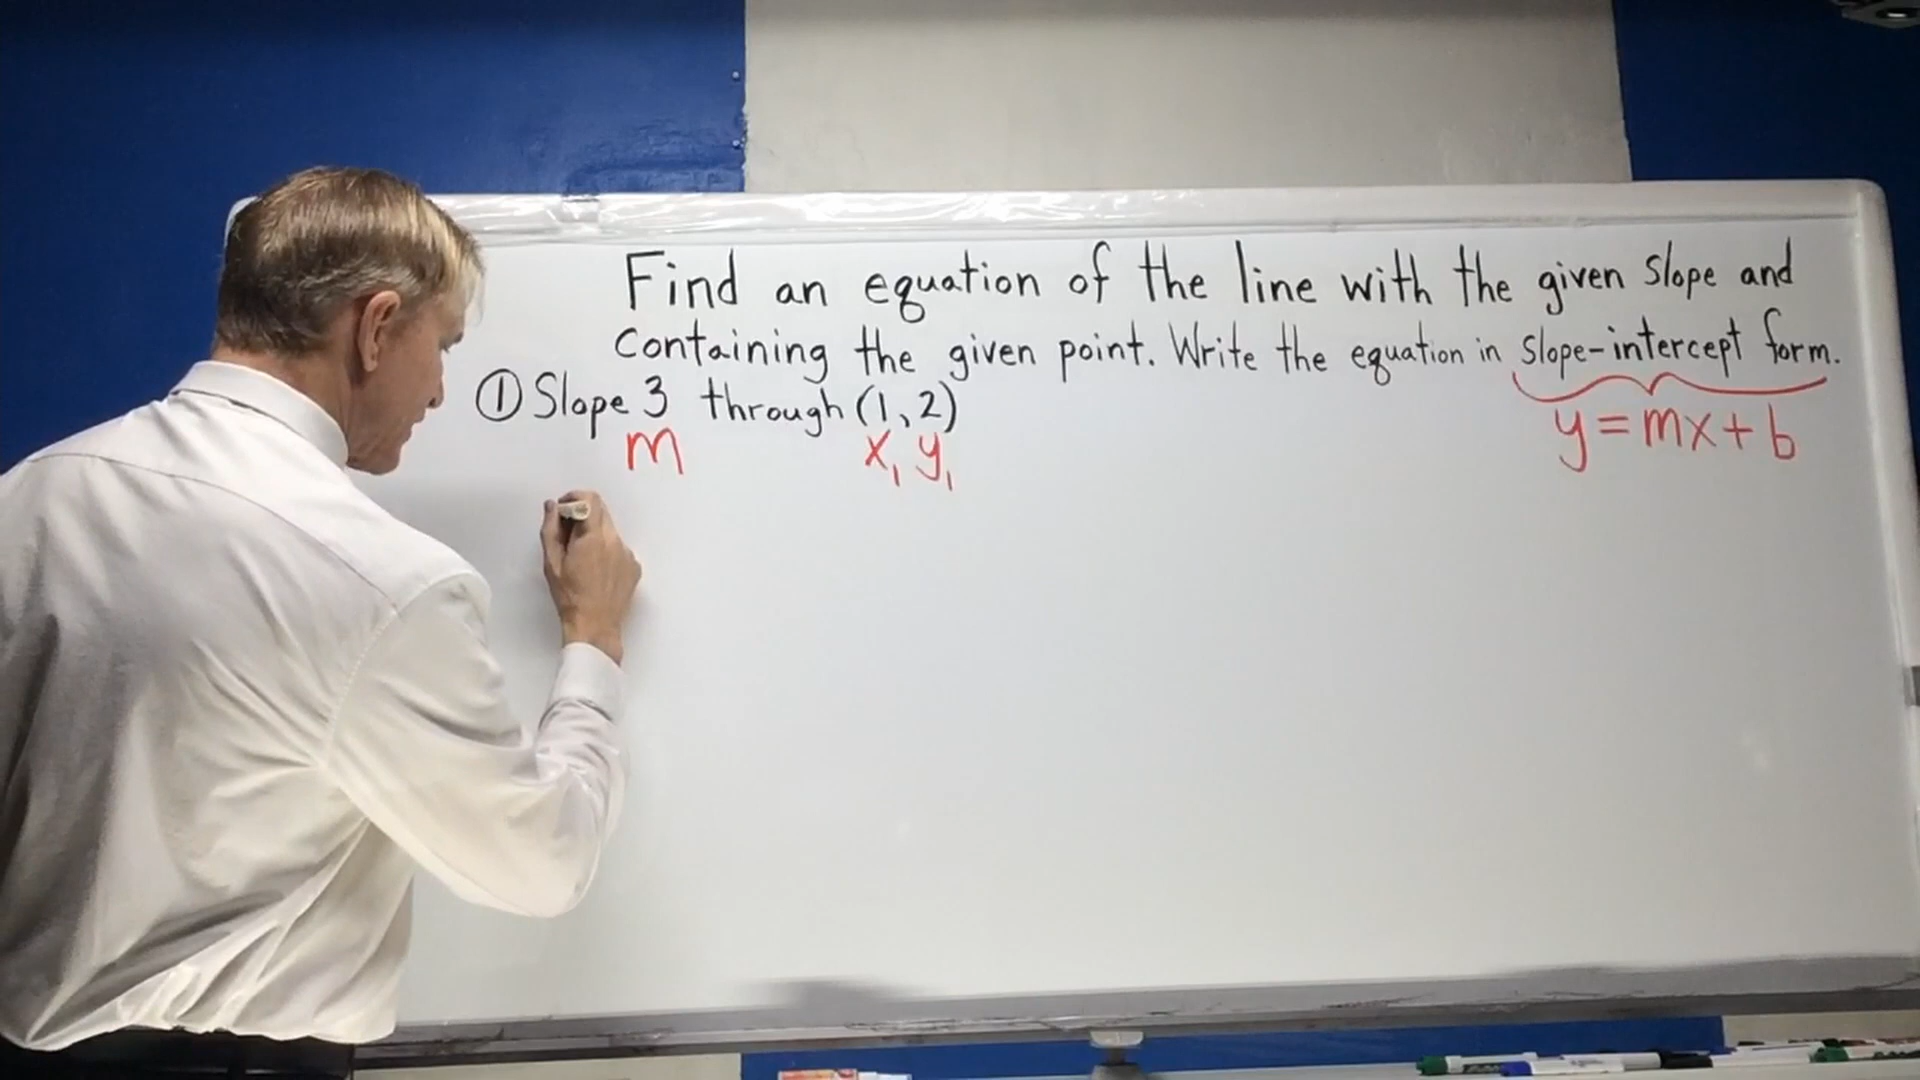 Find an equation of the line with the given slope and
containing the given point. Write the equation in slope-intercept form.
① Slope 3 through (1, 2)
m x₁ y₁
y = mx + b